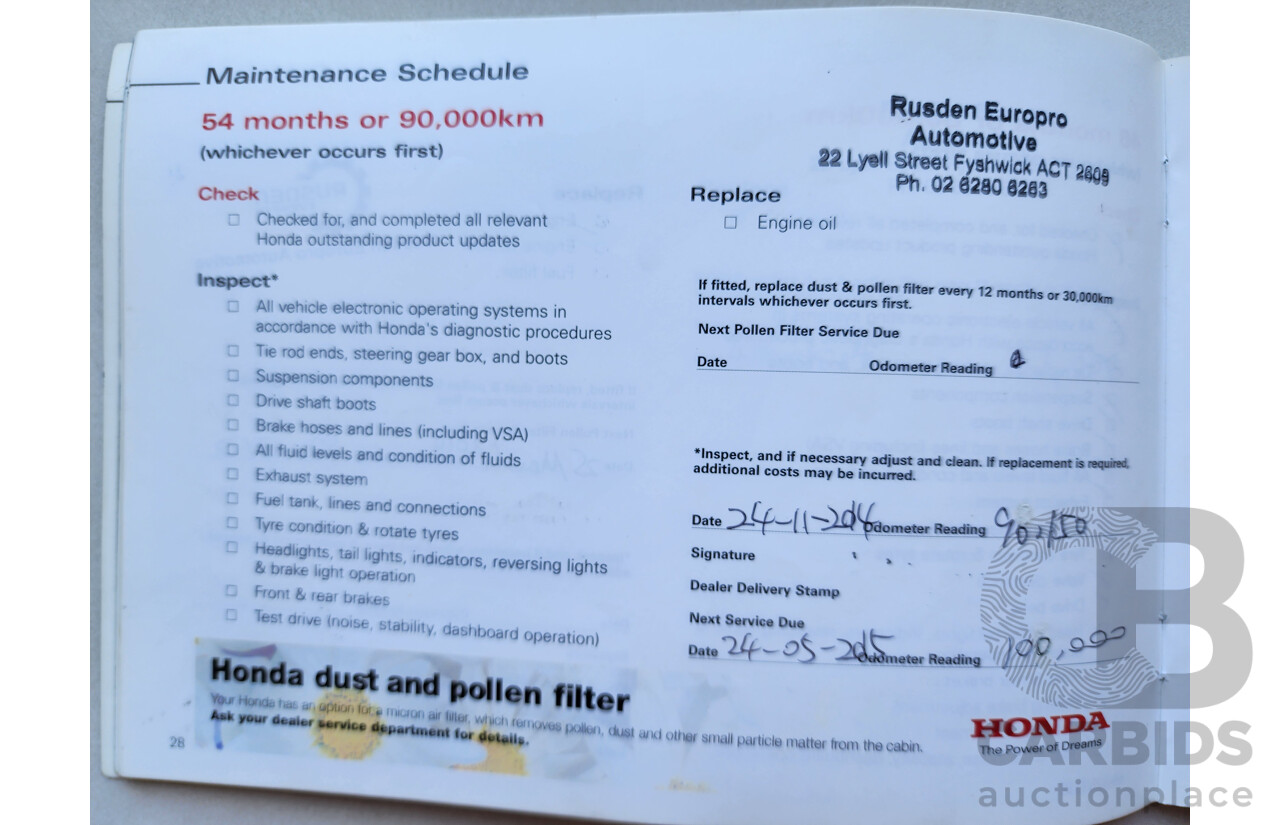 Maintenance Schedule
54 months or 90,000km
(whichever occurs first)
Check
Checked for, and completed all relevant
Honda outstanding product updates
Inspect*
All vehicle electronic operating systems in
accordance with Honda's diagnostic procedures
Tie rod ends, steering gear box, and boots
Suspension components
Drive shaft boots
Brake hoses and lines (including VSA)
All fluid levels and condition of fluids
Exhaust system
Fuel tank, lines and connections
Tyre condition & rotate tyres
Headlights, tail lights, indicators, reversing lights
& brake light operation
Front & rear brakes
Test drive (noise, stability, dashboard operation)
Honda dust and pollen filter
Your Honda has an option for a micron air filter, which removes pollen, dust and other small particle matter from the cabin.
Ask your dealer service department for details.
28
Rusden Europro
Automotive
22 Lyell Street Fyshwick ACT 2609
Ph. 02 6280 6263
Replace
Engine oil
If fitted, replace dust & pollen filter every 12 months or 30,000km
intervals whichever occurs first.
Next Pollen Filter Service Due
Date Odometer Reading
*Inspect, and if necessary adjust and clean. If replacement is required,
additional costs may be incurred.
Date 24-11-2014 Odometer Reading
Signature
Dealer Delivery Stamp
Next Service Due
Date 24-05-2015 Odometer Reading 100,000
HONDA
The Power of Dreams
CARBIDS
auctionplace